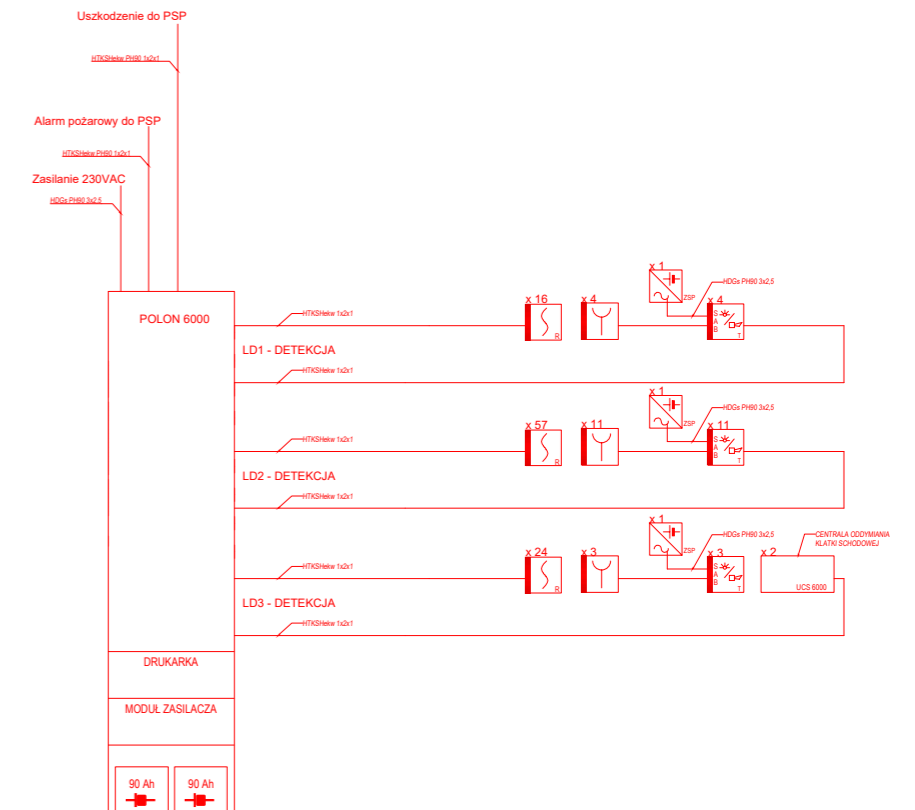 Uszkodzenie do PSP
HTKSHekw PH90 1x2x1
Alarm pożarowy do PSP
HTKSHekw PH90 1x2x1
Zasilanie 230VAC
HDGs PH90 3x2,5
POLON 6000
HTKSHekw 1x2x1
LD1 - DETEKCJA
HTKSHekw 1x2x1
x 16
R
x 4
x 1
ZSP
HDGs PH90 3x2,5
x 4
S
A
B
T
HTKSHekw 1x2x1
LD2 - DETEKCJA
HTKSHekw 1x2x1
x 57
R
x 11
x 1
ZSP
HDGs PH90 3x2,5
x 11
S
A
B
T
HTKSHekw 1x2x1
LD3 - DETEKCJA
HTKSHekw 1x2x1
x 24
R
x 3
x 1
ZSP
HDGs PH90 3x2,5
x 3
S
A
B
T
x 2
CENTRALA ODDYMIANIA
KLATKI SCHODOWEJ
UCS 6000
DRUKARKA
MODUŁ ZASILACZA
90 Ah
90 Ah